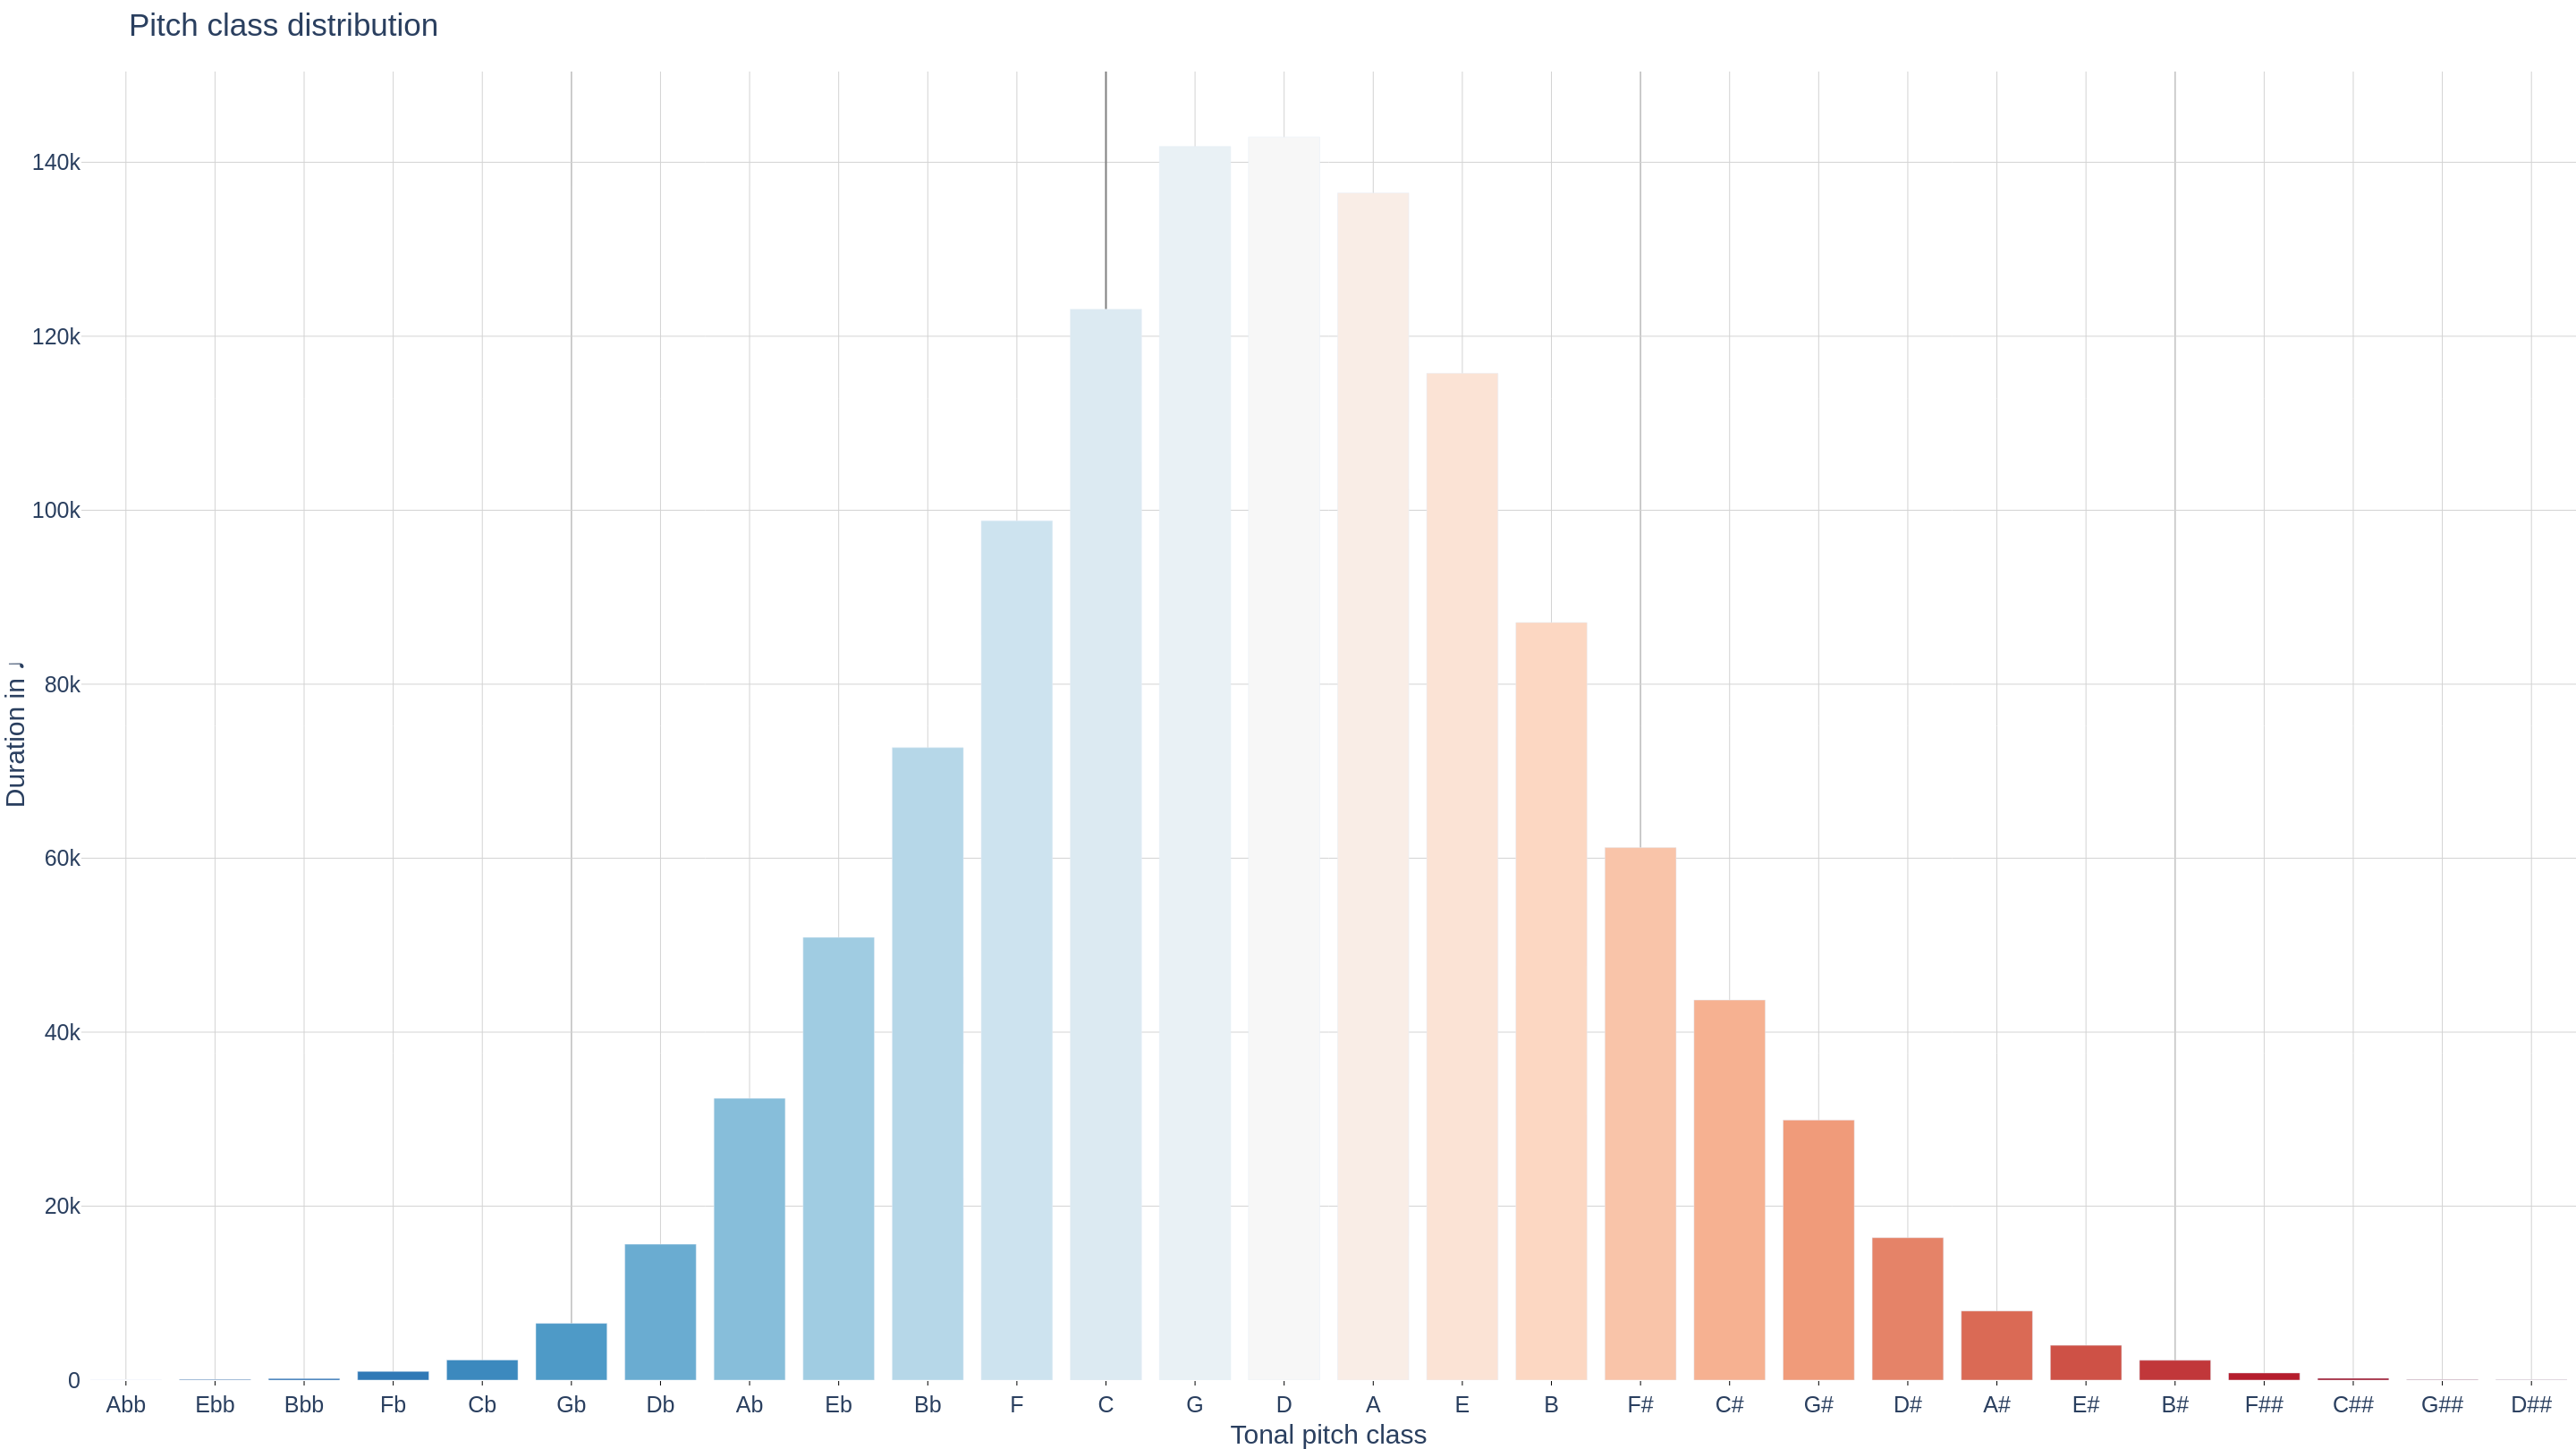 Pitch class distribution
140k
120k
100k
80k
60k
40k
20k
0
Duration in ♩
Abb Ebb Bbb Fb Cb Gb Db Ab Eb Bb F C G D A E B F# C# G# D# A# E# B# F## C## G## D##
Tonal pitch class